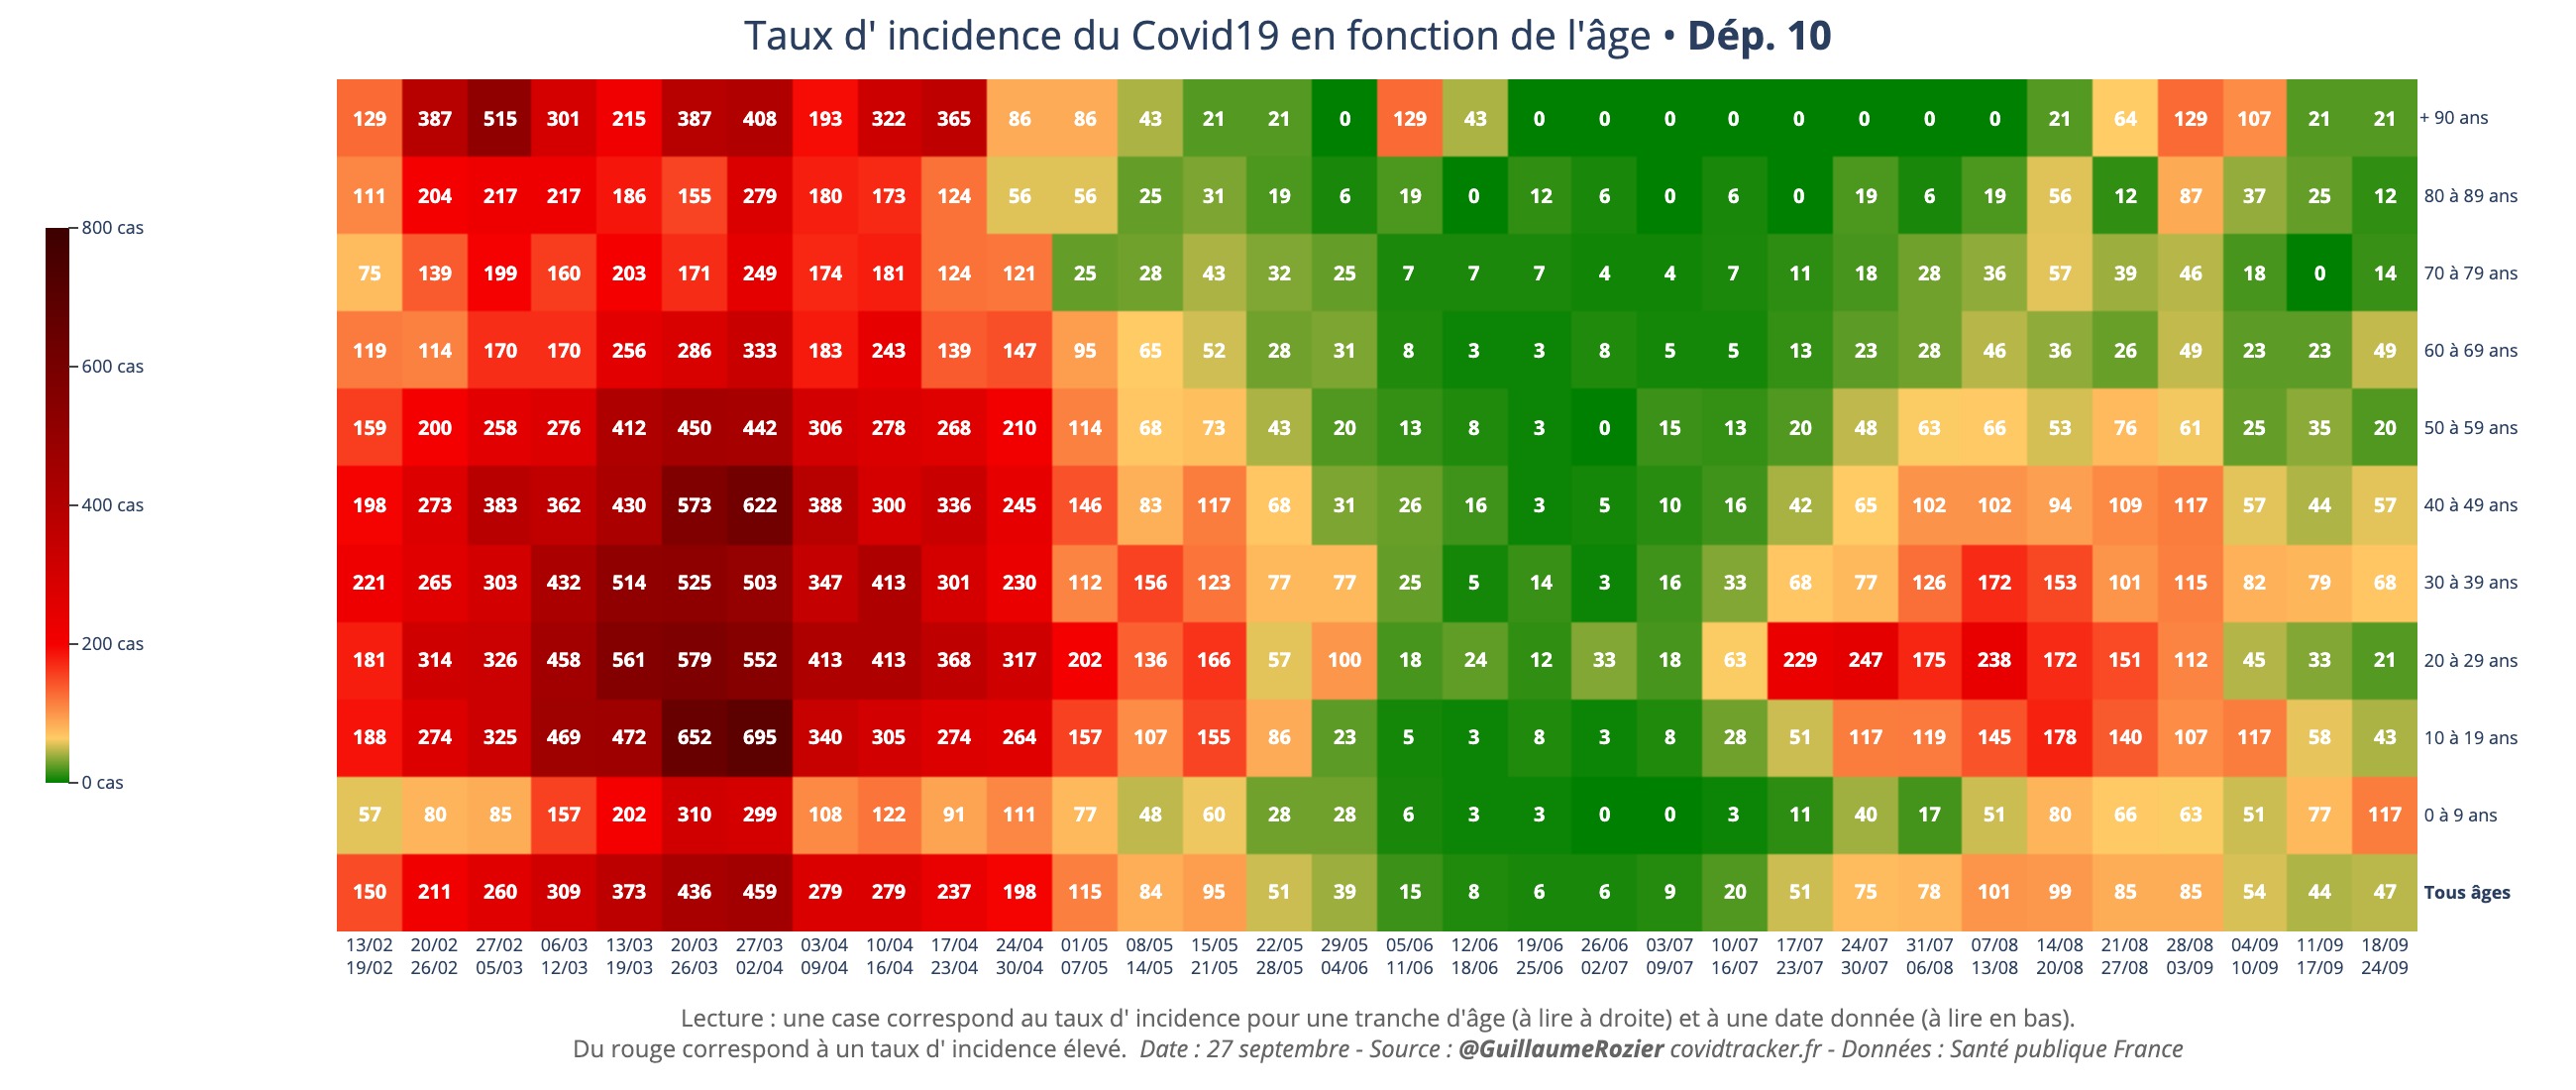 Taux d' incidence du Covid19 en fonction de l'âge • Dép. 10
800 cas
600 cas
400 cas
200 cas
0 cas
129 387 515 301 215 387 408 193 322 365 86 86 43 21 21 0 129 43 0 0 0 0 0 0 0 0 21 64 129 107 21 21 + 90 ans
111 204 217 217 186 155 279 180 173 124 56 56 25 31 19 6 19 0 12 6 0 6 0 19 6 19 56 12 87 37 25 12 80 à 89 ans
75 139 199 160 203 171 249 174 181 124 121 25 28 43 32 25 7 7 7 4 4 7 11 18 28 36 57 39 46 18 0 14 70 à 79 ans
119 114 170 170 256 286 333 183 243 139 147 95 65 52 28 31 8 3 3 8 5 5 13 23 28 46 36 26 49 23 23 49 60 à 69 ans
159 200 258 276 412 450 442 306 278 268 210 114 68 73 43 20 13 8 3 0 15 13 20 48 63 66 53 76 61 25 35 20 50 à 59 ans
198 273 383 362 430 573 622 388 300 336 245 146 83 117 68 31 26 16 3 5 10 16 42 65 102 102 94 109 117 57 44 57 40 à 49 ans
221 265 303 432 514 525 503 347 413 301 230 112 156 123 77 77 25 5 14 3 16 33 68 77 126 172 153 101 115 82 79 68 30 à 39 ans
181 314 326 458 561 579 552 413 413 368 317 202 136 166 57 100 18 24 12 33 18 63 229 247 175 238 172 151 112 45 33 21 20 à 29 ans
188 274 325 469 472 652 695 340 305 274 264 157 107 155 86 23 5 3 8 3 8 28 51 117 119 145 178 140 107 117 58 43 10 à 19 ans
57 80 85 157 202 310 299 108 122 91 111 77 48 60 28 28 6 3 3 0 0 3 11 40 17 51 80 66 63 51 77 117 0 à 9 ans
150 211 260 309 373 436 459 279 279 237 198 115 84 95 51 39 15 8 6 6 9 20 51 75 78 101 99 85 85 54 44 47 Tous âges
13/02 20/02 27/02 06/03 13/03 20/03 27/03 03/04 10/04 17/04 24/04 01/05 08/05 15/05 22/05 29/05 05/06 12/06 19/06 26/06 03/07 10/07 17/07 24/07 31/07 07/08 14/08 21/08 28/08 04/09 11/09 18/09
19/02 26/02 05/03 12/03 19/03 26/03 02/04 09/04 16/04 23/04 30/04 07/05 14/05 21/05 28/05 04/06 11/06 18/06 25/06 02/07 09/07 16/07 23/07 30/07 06/08 13/08 20/08 27/08 03/09 10/09 17/09 24/09
Lecture : une case correspond au taux d' incidence pour une tranche d'âge (à lire à droite) et à une date donnée (à lire en bas).
Du rouge correspond à un taux d' incidence élevé. Date : 27 septembre - Source : @GuillaumeRozier covidtracker.fr - Données : Santé publique France